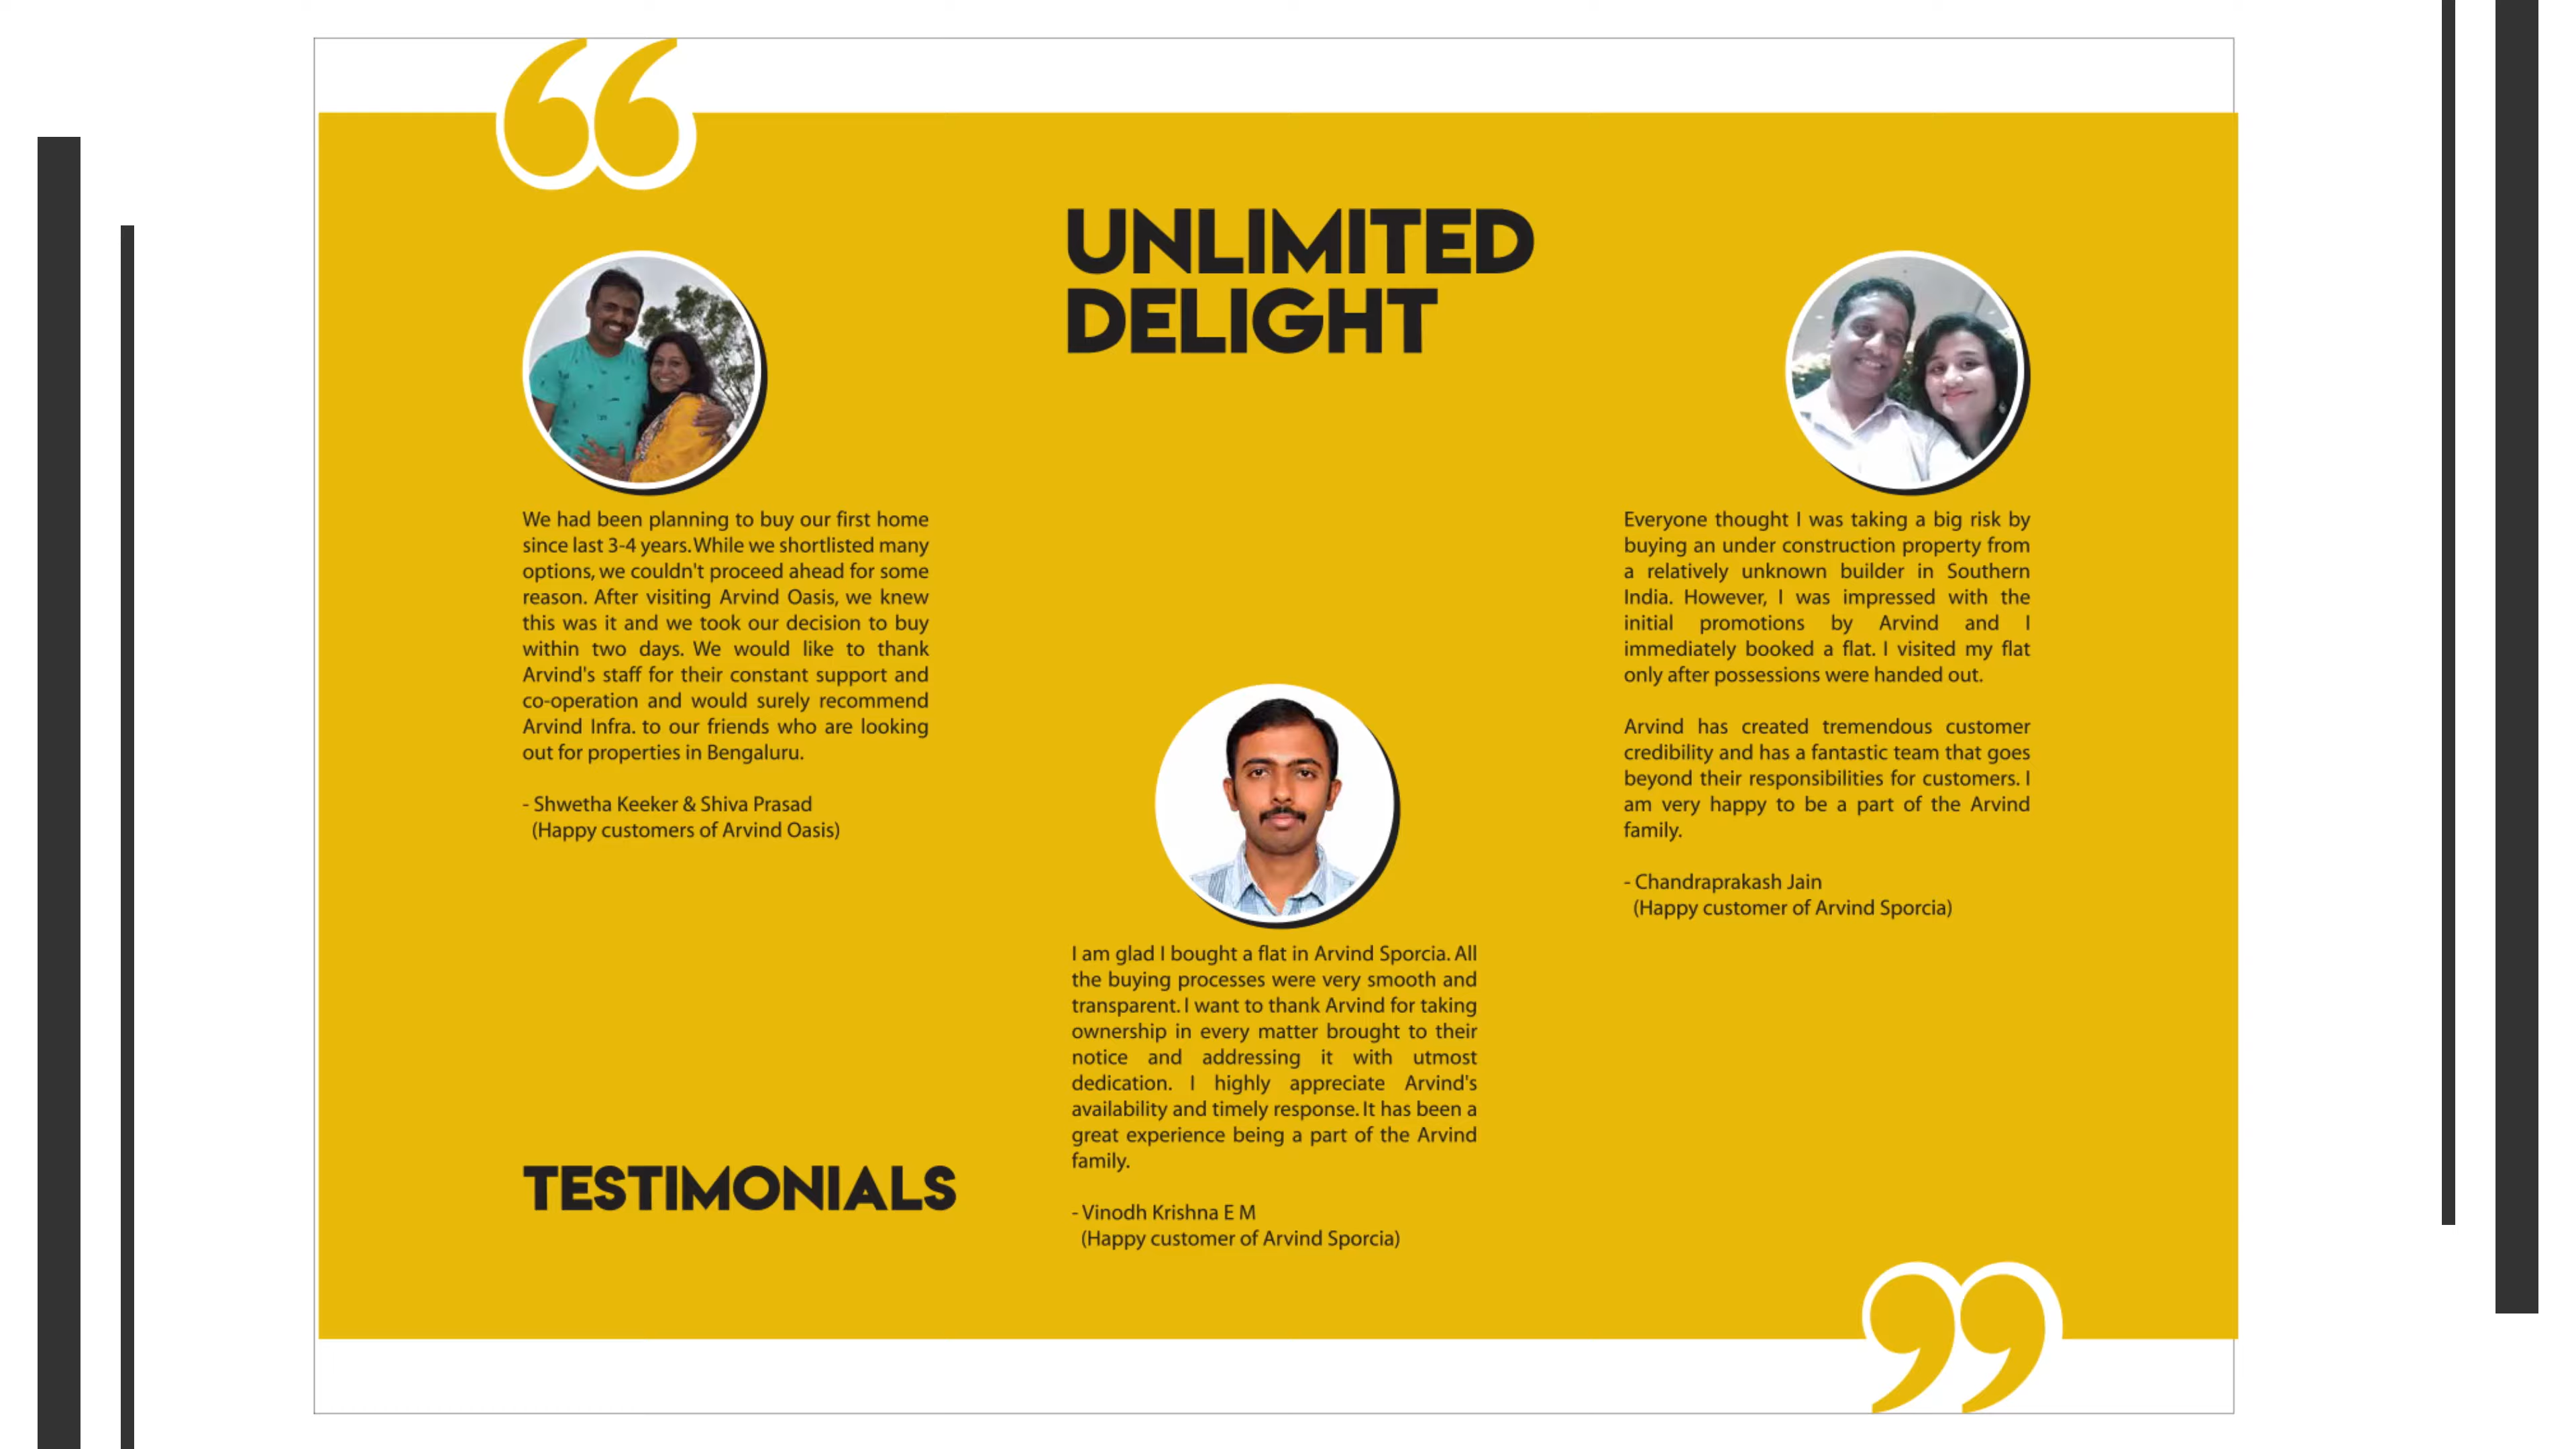 UNLIMITED
DELIGHT
We had been planning to buy our first home
since last 3-4 years. While we shortlisted many
options, we couldn't proceed ahead for some
reason. After visiting Arvind Oasis, we knew
this was it and we took our decision to buy
within two days. We would like to thank
Arvind's staff for their constant support and
co-operation and would surely recommend
Arvind Infra. to our friends who are looking
out for properties in Bengaluru.
- Shwetha Keeker & Shiva Prasad
(Happy customers of Arvind Oasis)
TESTIMONIALS
I am glad I bought a flat in Arvind Sporcia. All
the buying processes were very smooth and
transparent. I want to thank Arvind for taking
ownership in every matter brought to their
notice and addressing it with utmost
dedication. I highly appreciate Arvind's
availability and timely response. It has been a
great experience being a part of the Arvind
family.
- Vinodh Krishna E M
(Happy customer of Arvind Sporcia)
Everyone thought I was taking a big risk by
buying an under construction property from
a relatively unknown builder in Southern
India. However, I was impressed with the
initial promotions by Arvind and I
immediately booked a flat. I visited my flat
only after possessions were handed out.
Arvind has created tremendous customer
credibility and has a fantastic team that goes
beyond their responsibilities for customers. I
am very happy to be a part of the Arvind
family.
- Chandraprakash Jain
(Happy customer of Arvind Sporcia)